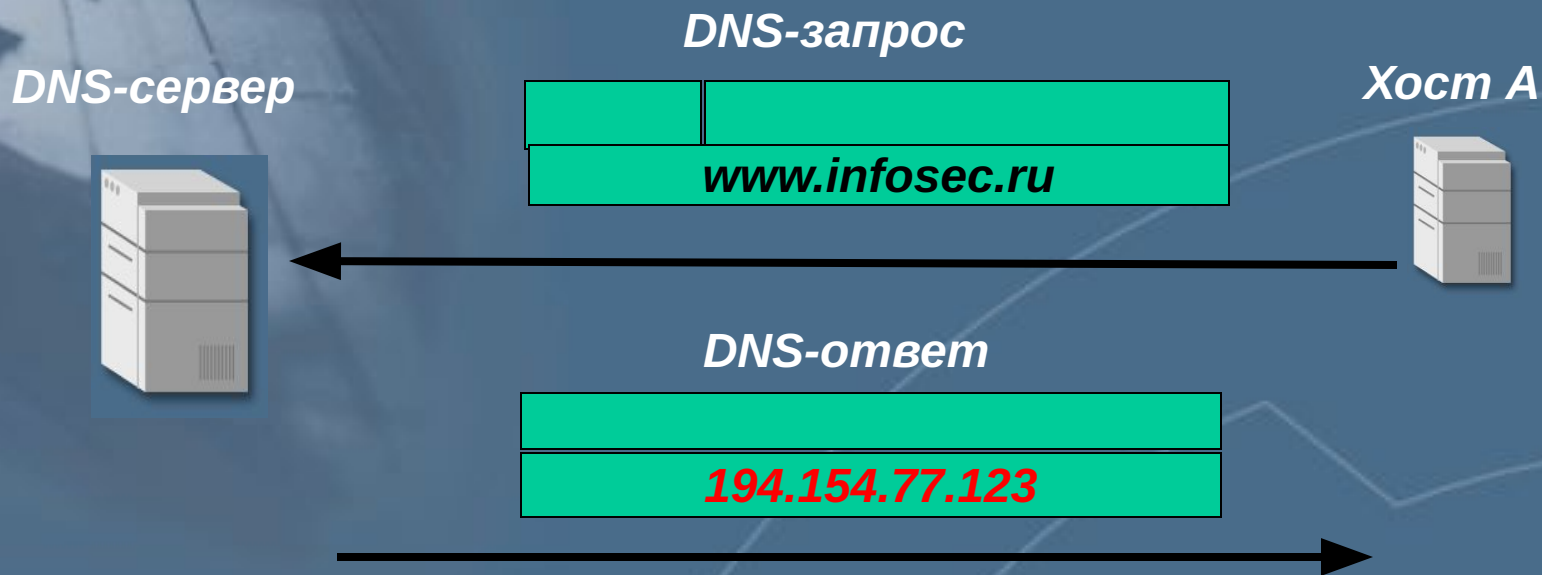 DNS-запрос
DNS-сервер
Хост А
www.infosec.ru
DNS-ответ
194.154.77.123